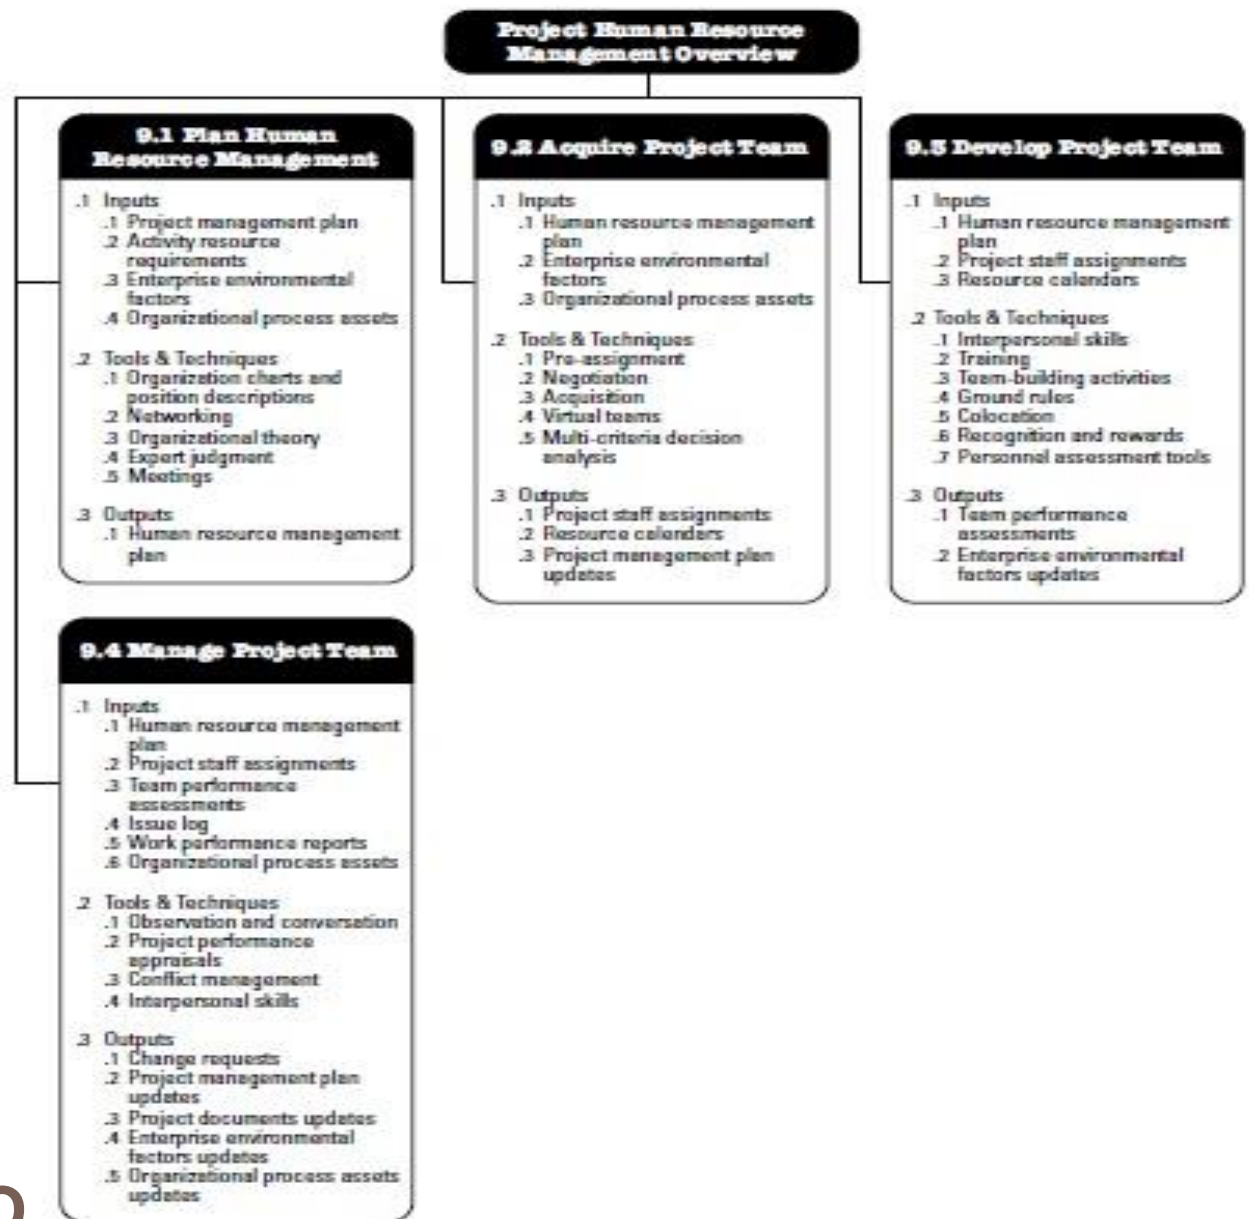 Project Human Resource
Management Overview
9.1 Plan Human
Resource Management
.1 Inputs
.1 Project management plan
.2 Activity resource
requirements
.3 Enterprise environmental
factors
.4 Organizational process assets
.2 Tools & Techniques
.1 Organization charts and
position descriptions
.2 Networking
.3 Organizational theory
.4 Expert judgment
.5 Meetings
.3 Outputs
.1 Human resource management
plan
9.2 Acquire Project Team
.1 Inputs
.1 Human resource management
plan
.2 Enterprise environmental
factors
.3 Organizational process assets
.2 Tools & Techniques
.1 Pre-assignment
.2 Negotiation
.3 Acquisition
.4 Virtual teams
.5 Multi-criteria decision
analysis
.3 Outputs
.1 Project staff assignments
.2 Resource calendars
.3 Project management plan
updates
9.3 Develop Project Team
.1 Inputs
.1 Human resource management
plan
.2 Project staff assignments
.3 Resource calendars
.2 Tools & Techniques
.1 Interpersonal skills
.2 Training
.3 Team-building activities
.4 Ground rules
.5 Colocation
.6 Recognition and rewards
.7 Personnel assessment tools
.3 Outputs
.1 Team performance
assessments
.2 Enterprise environmental
factors updates
9.4 Manage Project Team
.1 Inputs
.1 Human resource management
plan
.2 Project staff assignments
.3 Team performance
assessments
.4 Issue log
.5 Work performance reports
.6 Organizational process assets
.2 Tools & Techniques
.1 Observation and conversation
.2 Project performance
appraisals
.3 Conflict management
.4 Interpersonal skills
.3 Outputs
.1 Change requests
.2 Project management plan
updates
.3 Project documents updates
.4 Enterprise environmental
factors updates
.5 Organizational process assets
updates